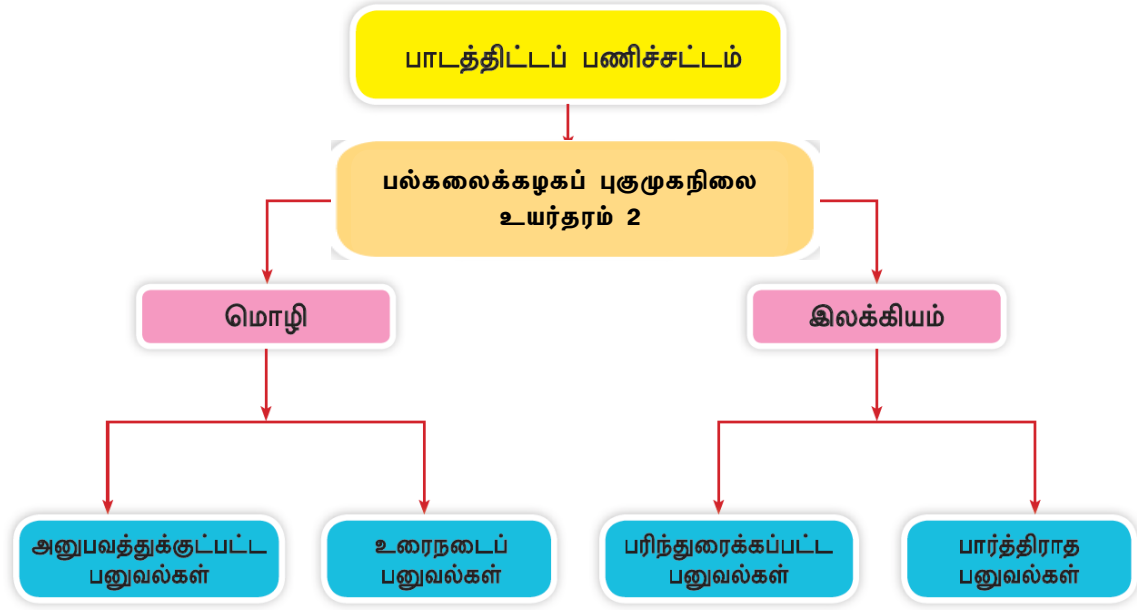 பாடத்திட்டப் பணிச்சட்டம்
பல்கலைக்கழகப் புகுமுகநிலை
உயர்தரம் 2
மொழி
இலக்கியம்
அனுபவத்துக்குட்பட்ட
பனுவல்கள்
உரைநடைப்
பனுவல்கள்
பரிந்துரைக்கப்பட்ட
பனுவல்கள்
பார்த்திராத
பனுவல்கள்